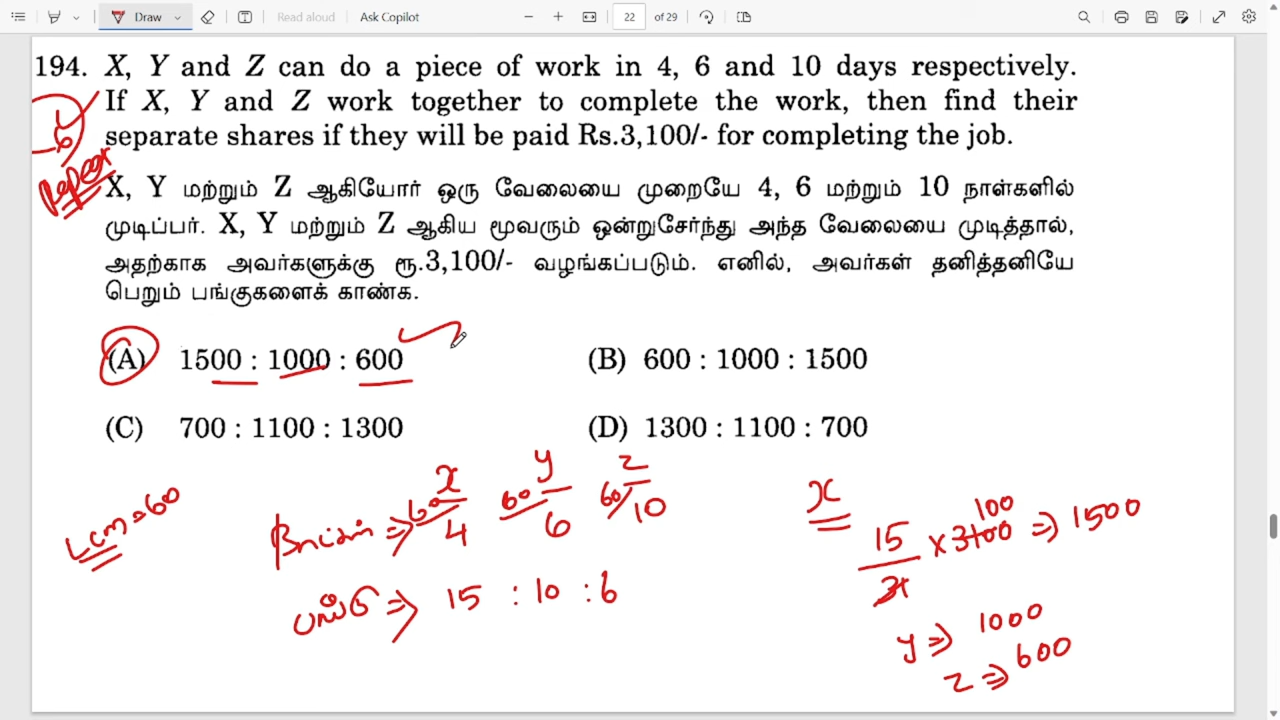 Draw
Read aloud
Ask Copilot
22 of 29
194. X, Y and Z can do a piece of work in 4, 6 and 10 days respectively.
If X, Y and Z work together to complete the work, then find their
separate shares if they will be paid Rs.3,100/- for completing the job.
6
Repeat
X, Y மற்றும் Z ஆகியோர் ஒரு வேலையை முறையே 4, 6 மற்றும் 10 நாள்களில்
முடிப்பர். X, Y மற்றும் Z ஆகிய மூவரும் ஒன்றுசேர்ந்து அந்த வேலையை முடித்தால்,
அதற்காக அவர்களுக்கு ரூ.3,100/- வழங்கப்படும். எனில், அவர்கள் தனித்தனியே
பெறும் பங்குகளைக் காண்க.
(A) 1500 : 1000 : 600
(B) 600 : 1000 : 1500
(C) 700 : 1100 : 1300
(D) 1300 : 1100 : 700
Lcm = 60
x y z
நாட்கள் ⇒ 60/4 60/6 60/10
பங்கு ⇒ 15 : 10 : 6
x
15/31 × 3100 100 ⇒ 1500
y ⇒ 1000
z ⇒ 600